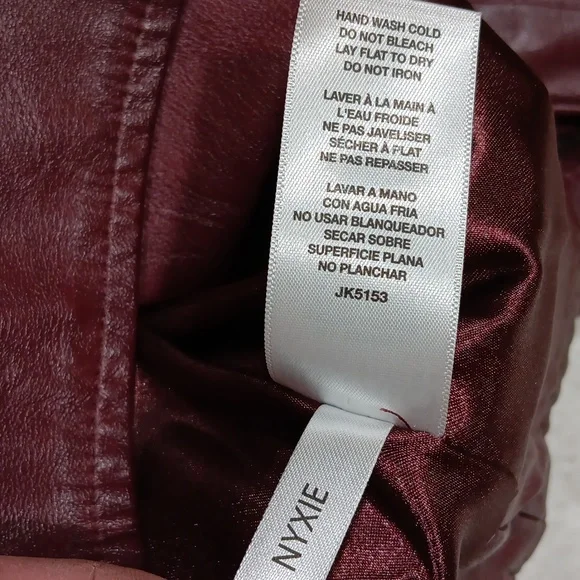 HAND WASH COLD
DO NOT BLEACH
LAY FLAT TO DRY
DO NOT IRON
LAVER À LA MAIN À
L'EAU FROIDE
NE PAS JAVELISER
SÉCHER À PLAT
NE PAS REPASSER
LAVAR A MANO
CON AGUA FRIA
NO USAR BLANQUEADOR
SECAR SOBRE
SUPERFICIE PLANA
NO PLANCHAR
JK5153
NYXIE